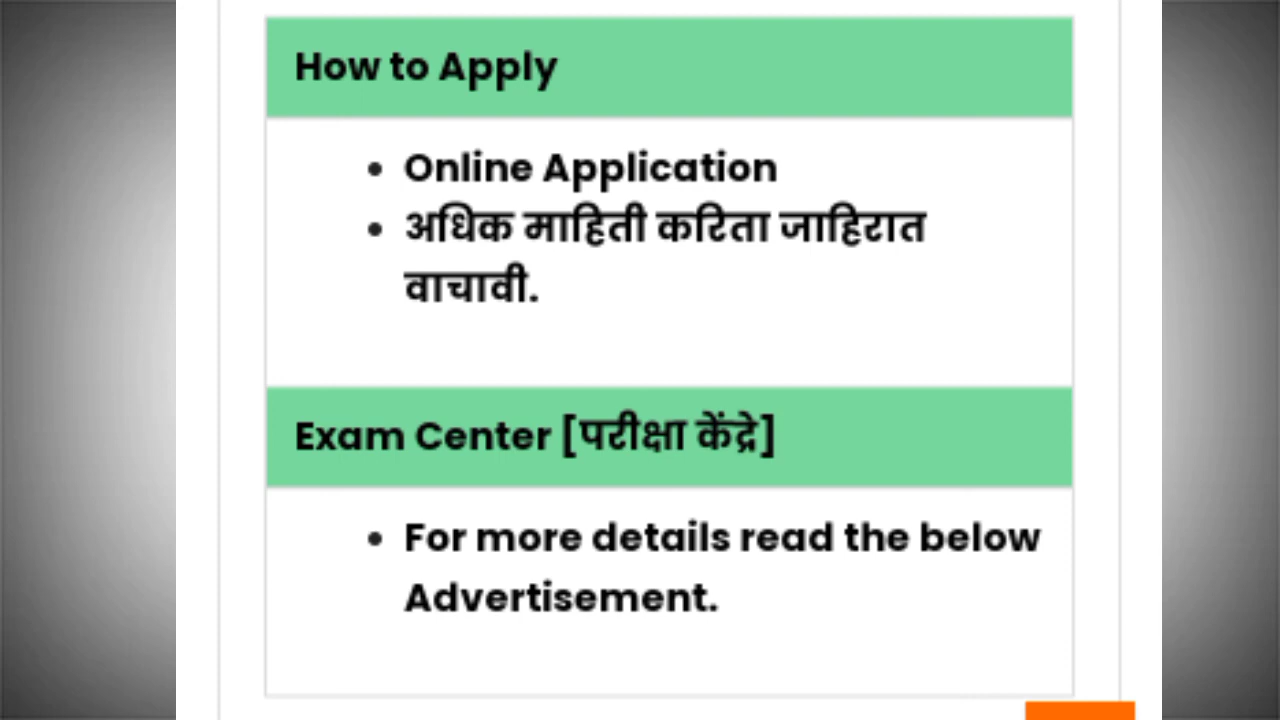 How to Apply
Online Application
अधिक माहिती करिता जाहिरात
वाचावी.
Exam Center [परीक्षा केंद्रे]
For more details read the below
Advertisement.